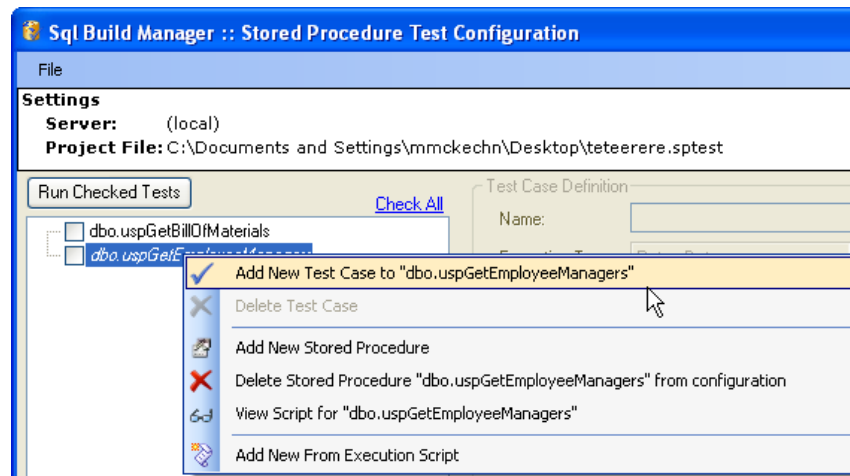 Sql Build Manager :: Stored Procedure Test Configuration
File
Settings
Server: (local)
Project File: C:\Documents and Settings\mmckechn\Desktop\teteerere.sptest
Run Checked Tests
Check All
Test Case Definition
Name:
dbo.uspGetBillOfMaterials
dbo.uspGetEmployeeManagers
Add New Test Case to "dbo.uspGetEmployeeManagers"
Delete Test Case
Add New Stored Procedure
Delete Stored Procedure "dbo.uspGetEmployeeManagers" from configuration
View Script for "dbo.uspGetEmployeeManagers"
Add New From Execution Script